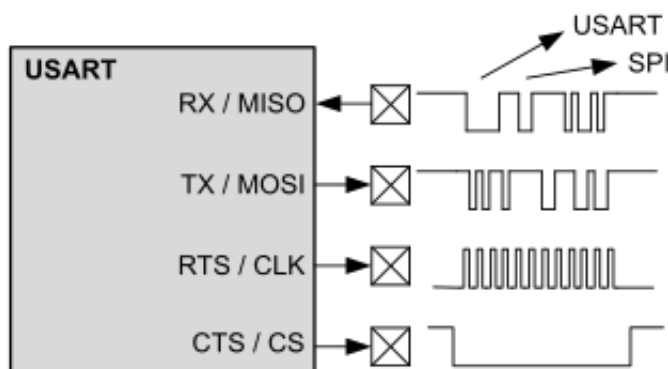 USART
SPI
USART
RX / MISO
TX / MOSI
RTS / CLK
CTS / CS